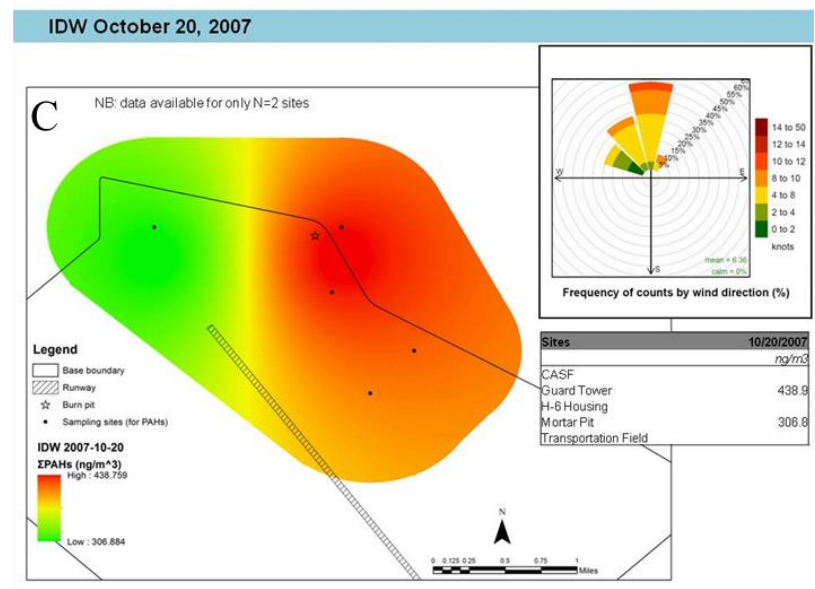 IDW October 20, 2007
C
NB: data available for only N=2 sites
60%
55%
50%
45%
40%
35%
30%
25%
20%
15%
10%
5%
W
E
S
mean = 6.36
calm = 0%
14 to 50
12 to 14
10 to 12
8 to 10
4 to 8
2 to 4
0 to 2
knots
Frequency of counts by wind direction (%)
Sites 10/20/2007
ng/m3
CASF
Guard Tower 438.9
H-6 Housing
Mortar Pit 306.8
Transportation Field
Legend
Base boundary
Runway
Burn pit
Sampling sites (for PAHs)
IDW 2007-10-20
ΣPAHs (ng/m^3)
High : 438.759
Low : 306.884
N
0 0.125 0.25 0.5 0.75 1
Miles